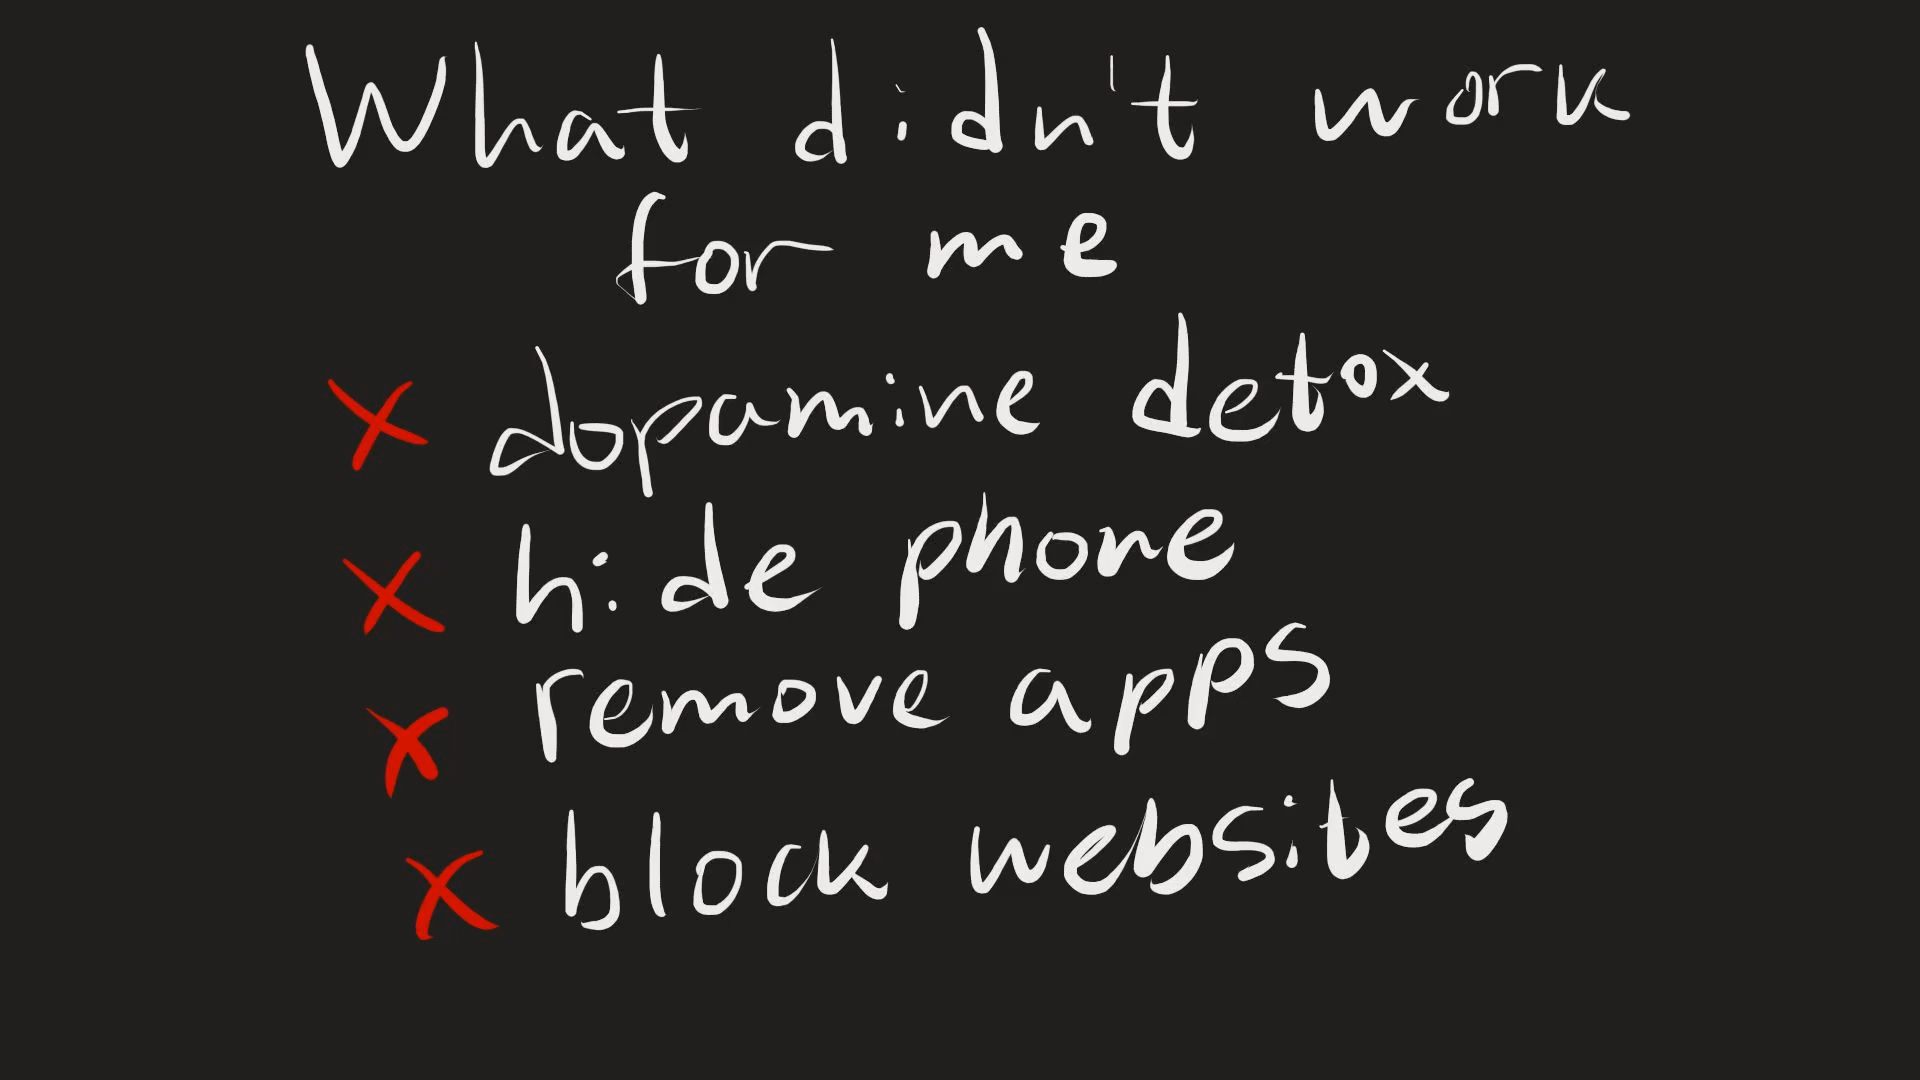 What didn't work
for me
dopamine detox
hide phone
remove apps
block websites